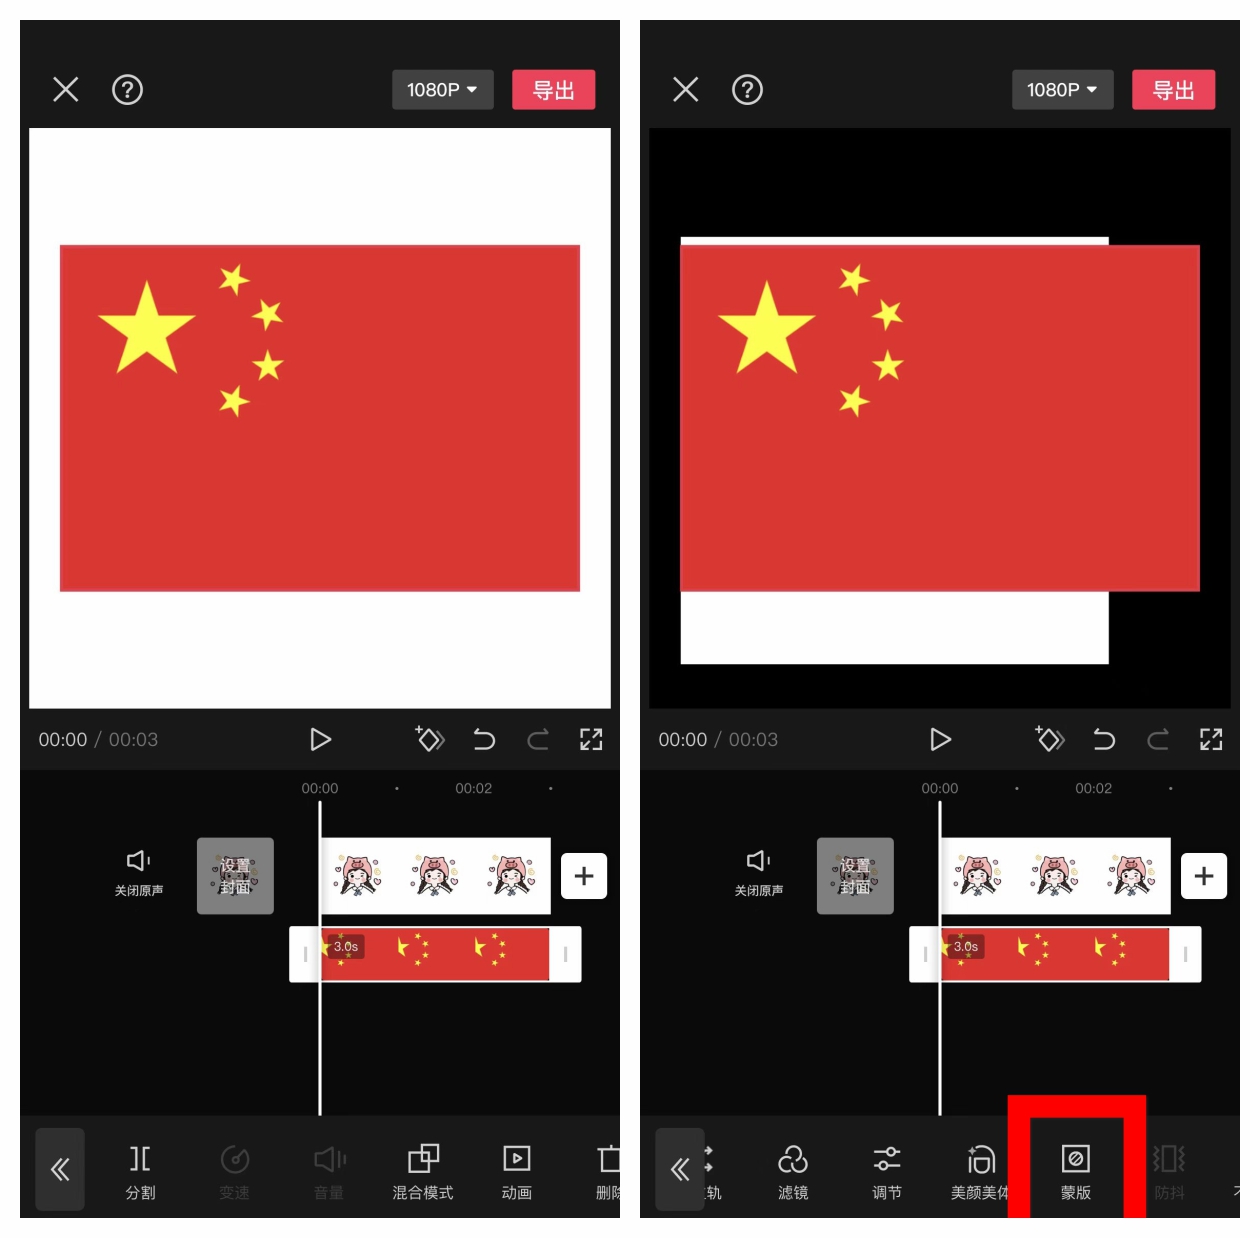 1080P
导出
00:00 / 00:03
00:00
00:02
关闭原声
设置
封面
3.0s
分割
变速
音量
混合模式
动画
删除
1080P
导出
00:00 / 00:03
00:00
00:02
关闭原声
设置
封面
3.0s
轨
滤镜
调节
美颜美体
蒙版
防抖